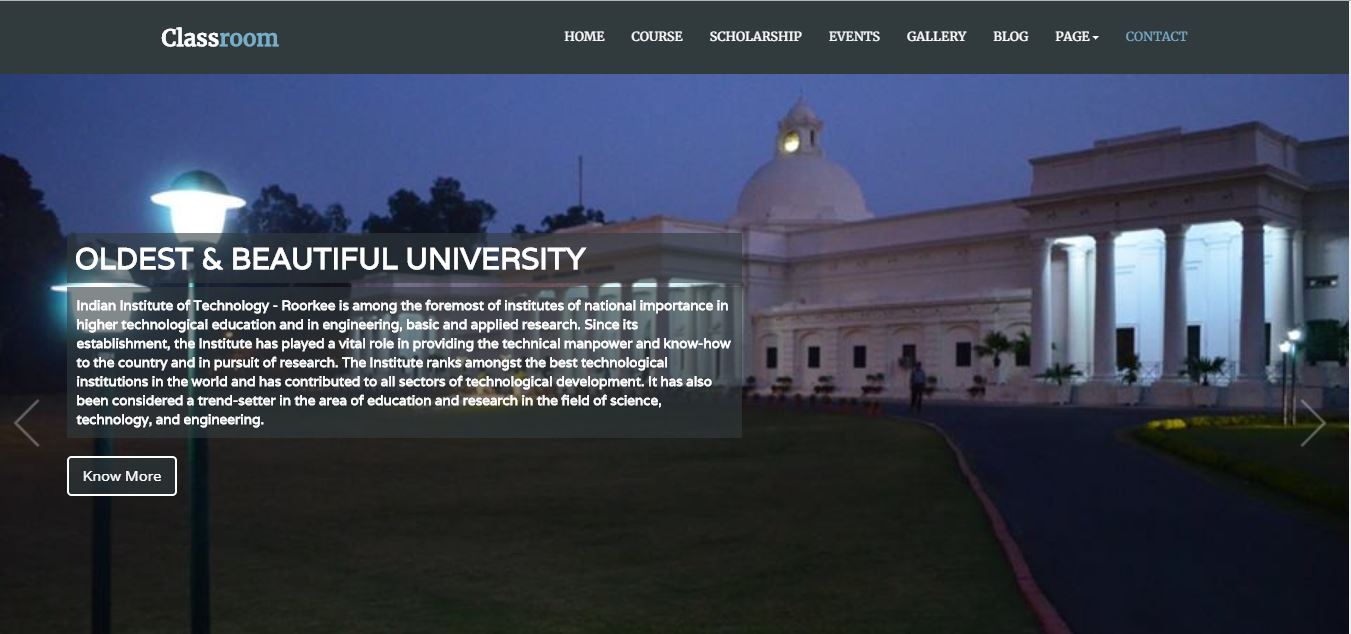 Classroom
HOME COURSE SCHOLARSHIP EVENTS GALLERY BLOG PAGE CONTACT
OLDEST & BEAUTIFUL UNIVERSITY
Indian Institute of Technology - Roorkee is among the foremost of institutes of national importance in
higher technological education and in engineering, basic and applied research. Since its
establishment, the Institute has played a vital role in providing the technical manpower and know-how
to the country and in pursuit of research. The Institute ranks amongst the best technological
institutions in the world and has contributed to all sectors of technological development. It has also
been considered a trend-setter in the area of education and research in the field of science,
technology, and engineering.
Know More